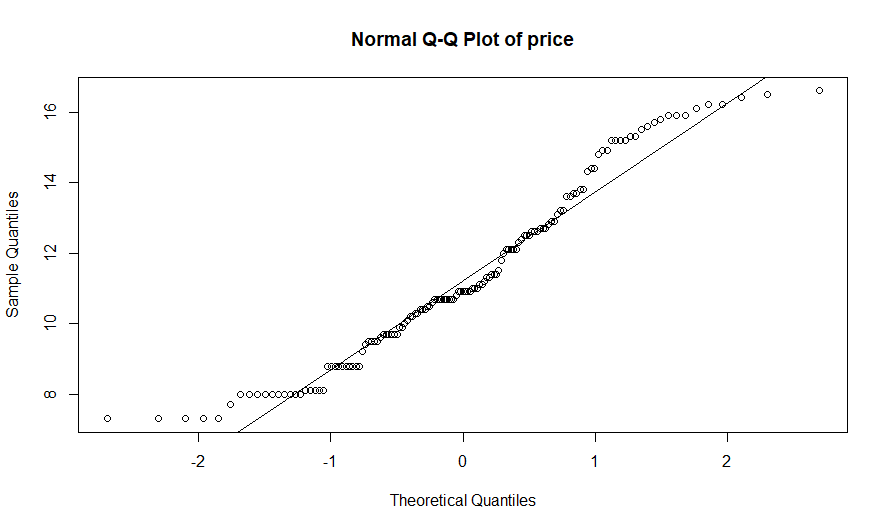 Normal Q-Q Plot of price
16
14
12
10
8
Sample Quantiles
-2 -1 0 1 2
Theoretical Quantiles